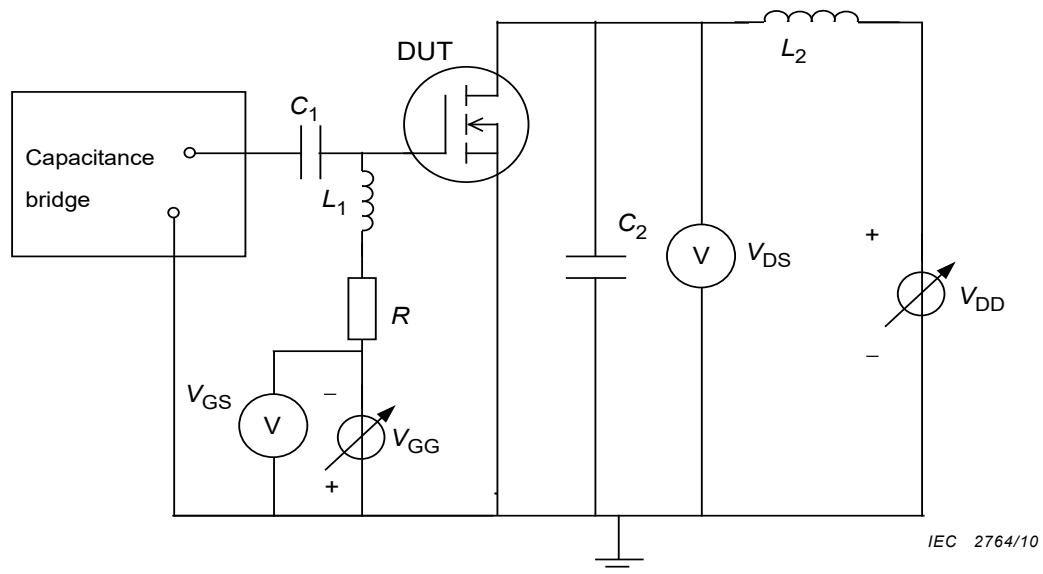 L2
DUT
C1
Capacitance
bridge
L1
C2
+
V
VDS
R
VDD
–
VGS
–
V
VGG
+
IEC 2764/10